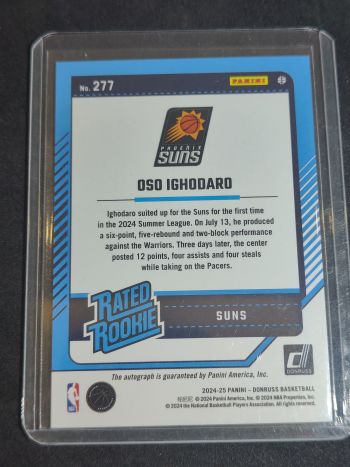 No. 277
PANINI
PHOENIX
SUNS
OSO IGHODARO
Ighodaro suited up for the Suns for the first time
in the 2024 Summer League. On July 13, he produced
a six-point, five-rebound and two-block performance
against the Warriors. Three days later, the center
posted 12 points, four assists and four steals
while taking on the Pacers.
RATED
ROOKIE
SUNS
The autograph is guaranteed by Panini America, Inc.
DONRUSS
2024-25 PANINI – DONRUSS BASKETBALL
© 2024 Panini America, Inc. © 2024 NBA Properties, Inc.
© 2024 the National Basketball Players Association. All rights reserved.
NBA